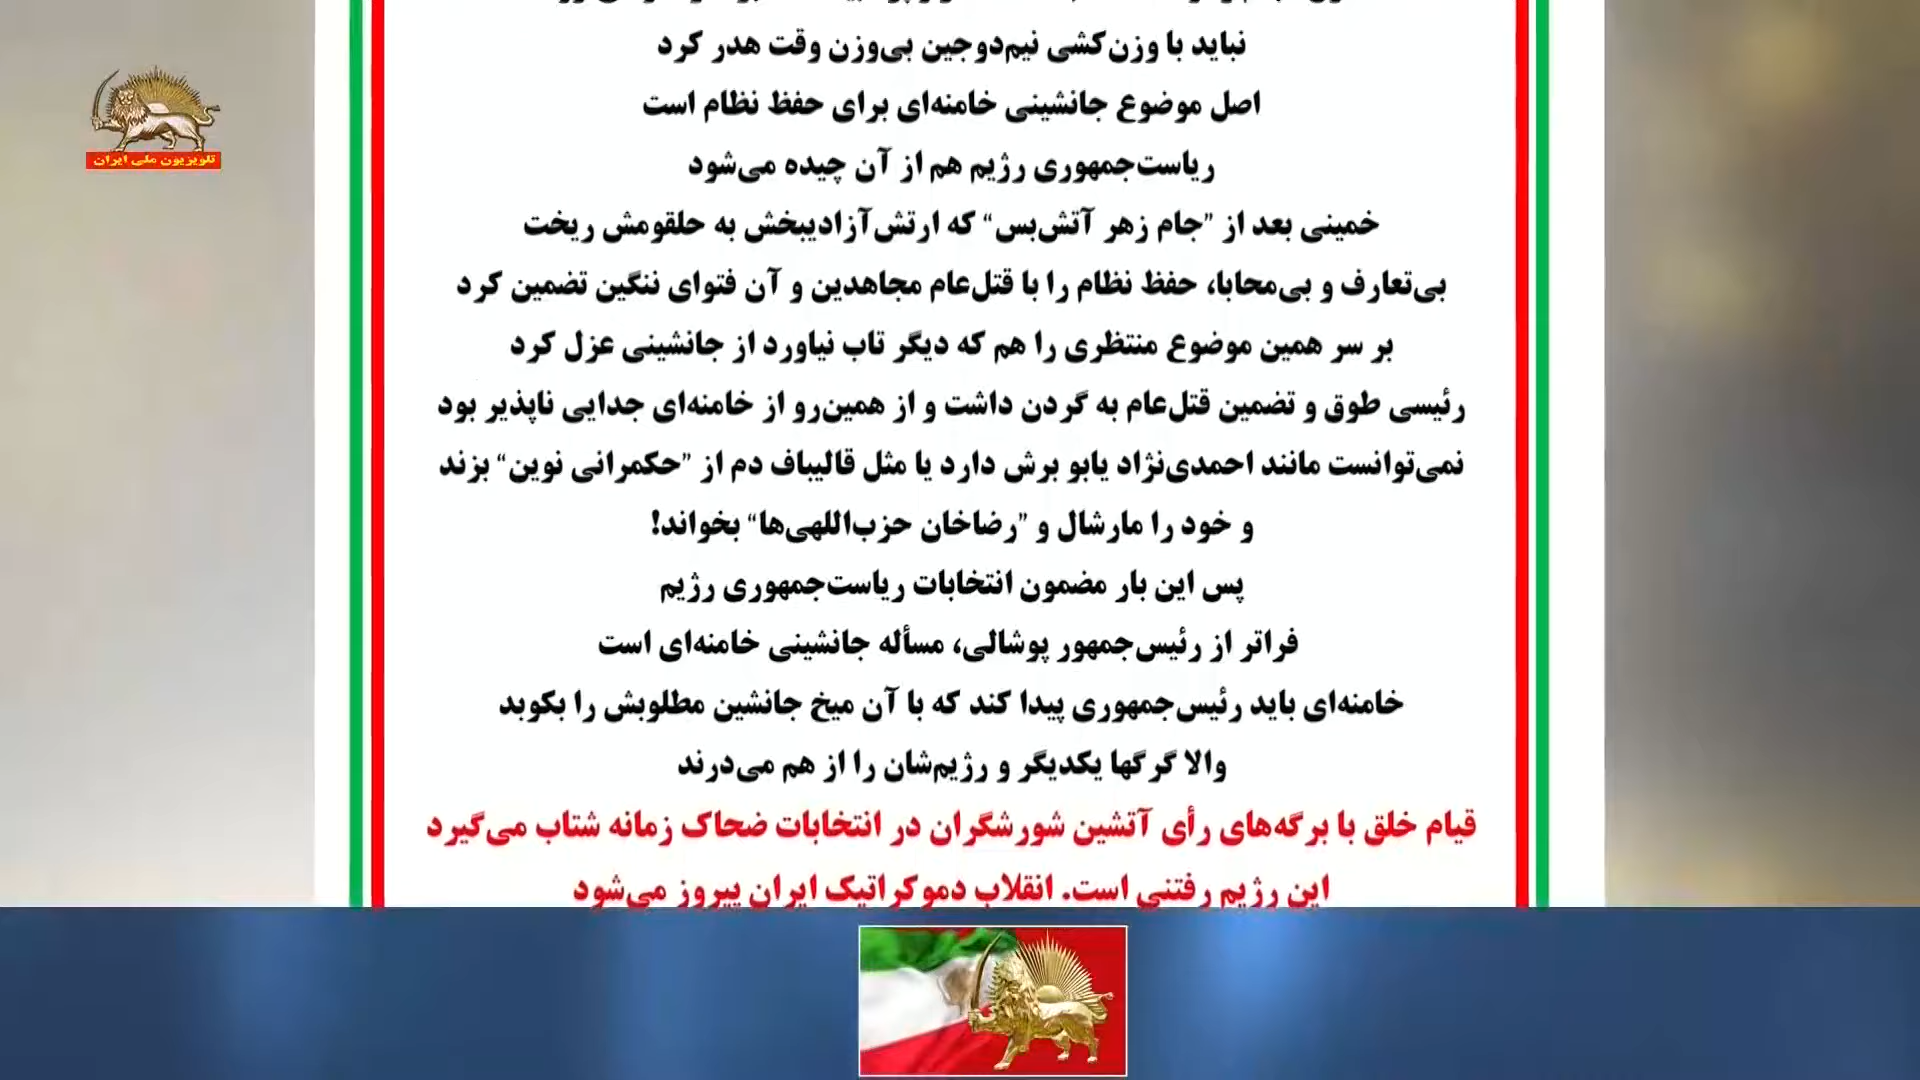 نباید با وزن‌کشی نیم‌دوجین بی‌وزن وقت هدر کرد
اصل موضوع جانشینی خامنه‌ای برای حفظ نظام است
تلویزیون ملی ایران
ریاست‌جمهوری رژیم هم از آن چیده می‌شود
خمینی بعد از ”جام زهر آتش‌بس“ که ارتش‌آزادیبخش به حلقومش ریخت
بی‌تعارف و بی‌محابا، حفظ نظام را با قتل‌عام مجاهدین و آن فتوای ننگین تضمین کرد
بر سر همین موضوع منتظری را هم که دیگر تاب نیاورد از جانشینی عزل کرد
رئیسی طوق و تضمین قتل‌عام به گردن داشت و از همین‌رو از خامنه‌ای جدایی ناپذیر بود
نمی‌توانست مانند احمدی‌نژاد یابو برش دارد یا مثل قالیباف دم از ”حکمرانی نوین“ بزند
و خود را مارشال و ”رضاخان حزب‌اللهی‌ها“ بخواند!
پس این بار مضمون انتخابات ریاست‌جمهوری رژیم
فراتر از رئیس‌جمهور پوشالی، مسأله جانشینی خامنه‌ای است
خامنه‌ای باید رئیس‌جمهوری پیدا کند که با آن میخ جانشین مطلوبش را بکوبد
والا گرگها یکدیگر و رژیم‌شان را از هم می‌درند
قیام خلق با برگه‌های رأی آتشین شورشگران در انتخابات ضحاک زمانه شتاب می‌گیرد
این رژیم رفتنی است. انقلاب دموکراتیک ایران پیروز می‌شود